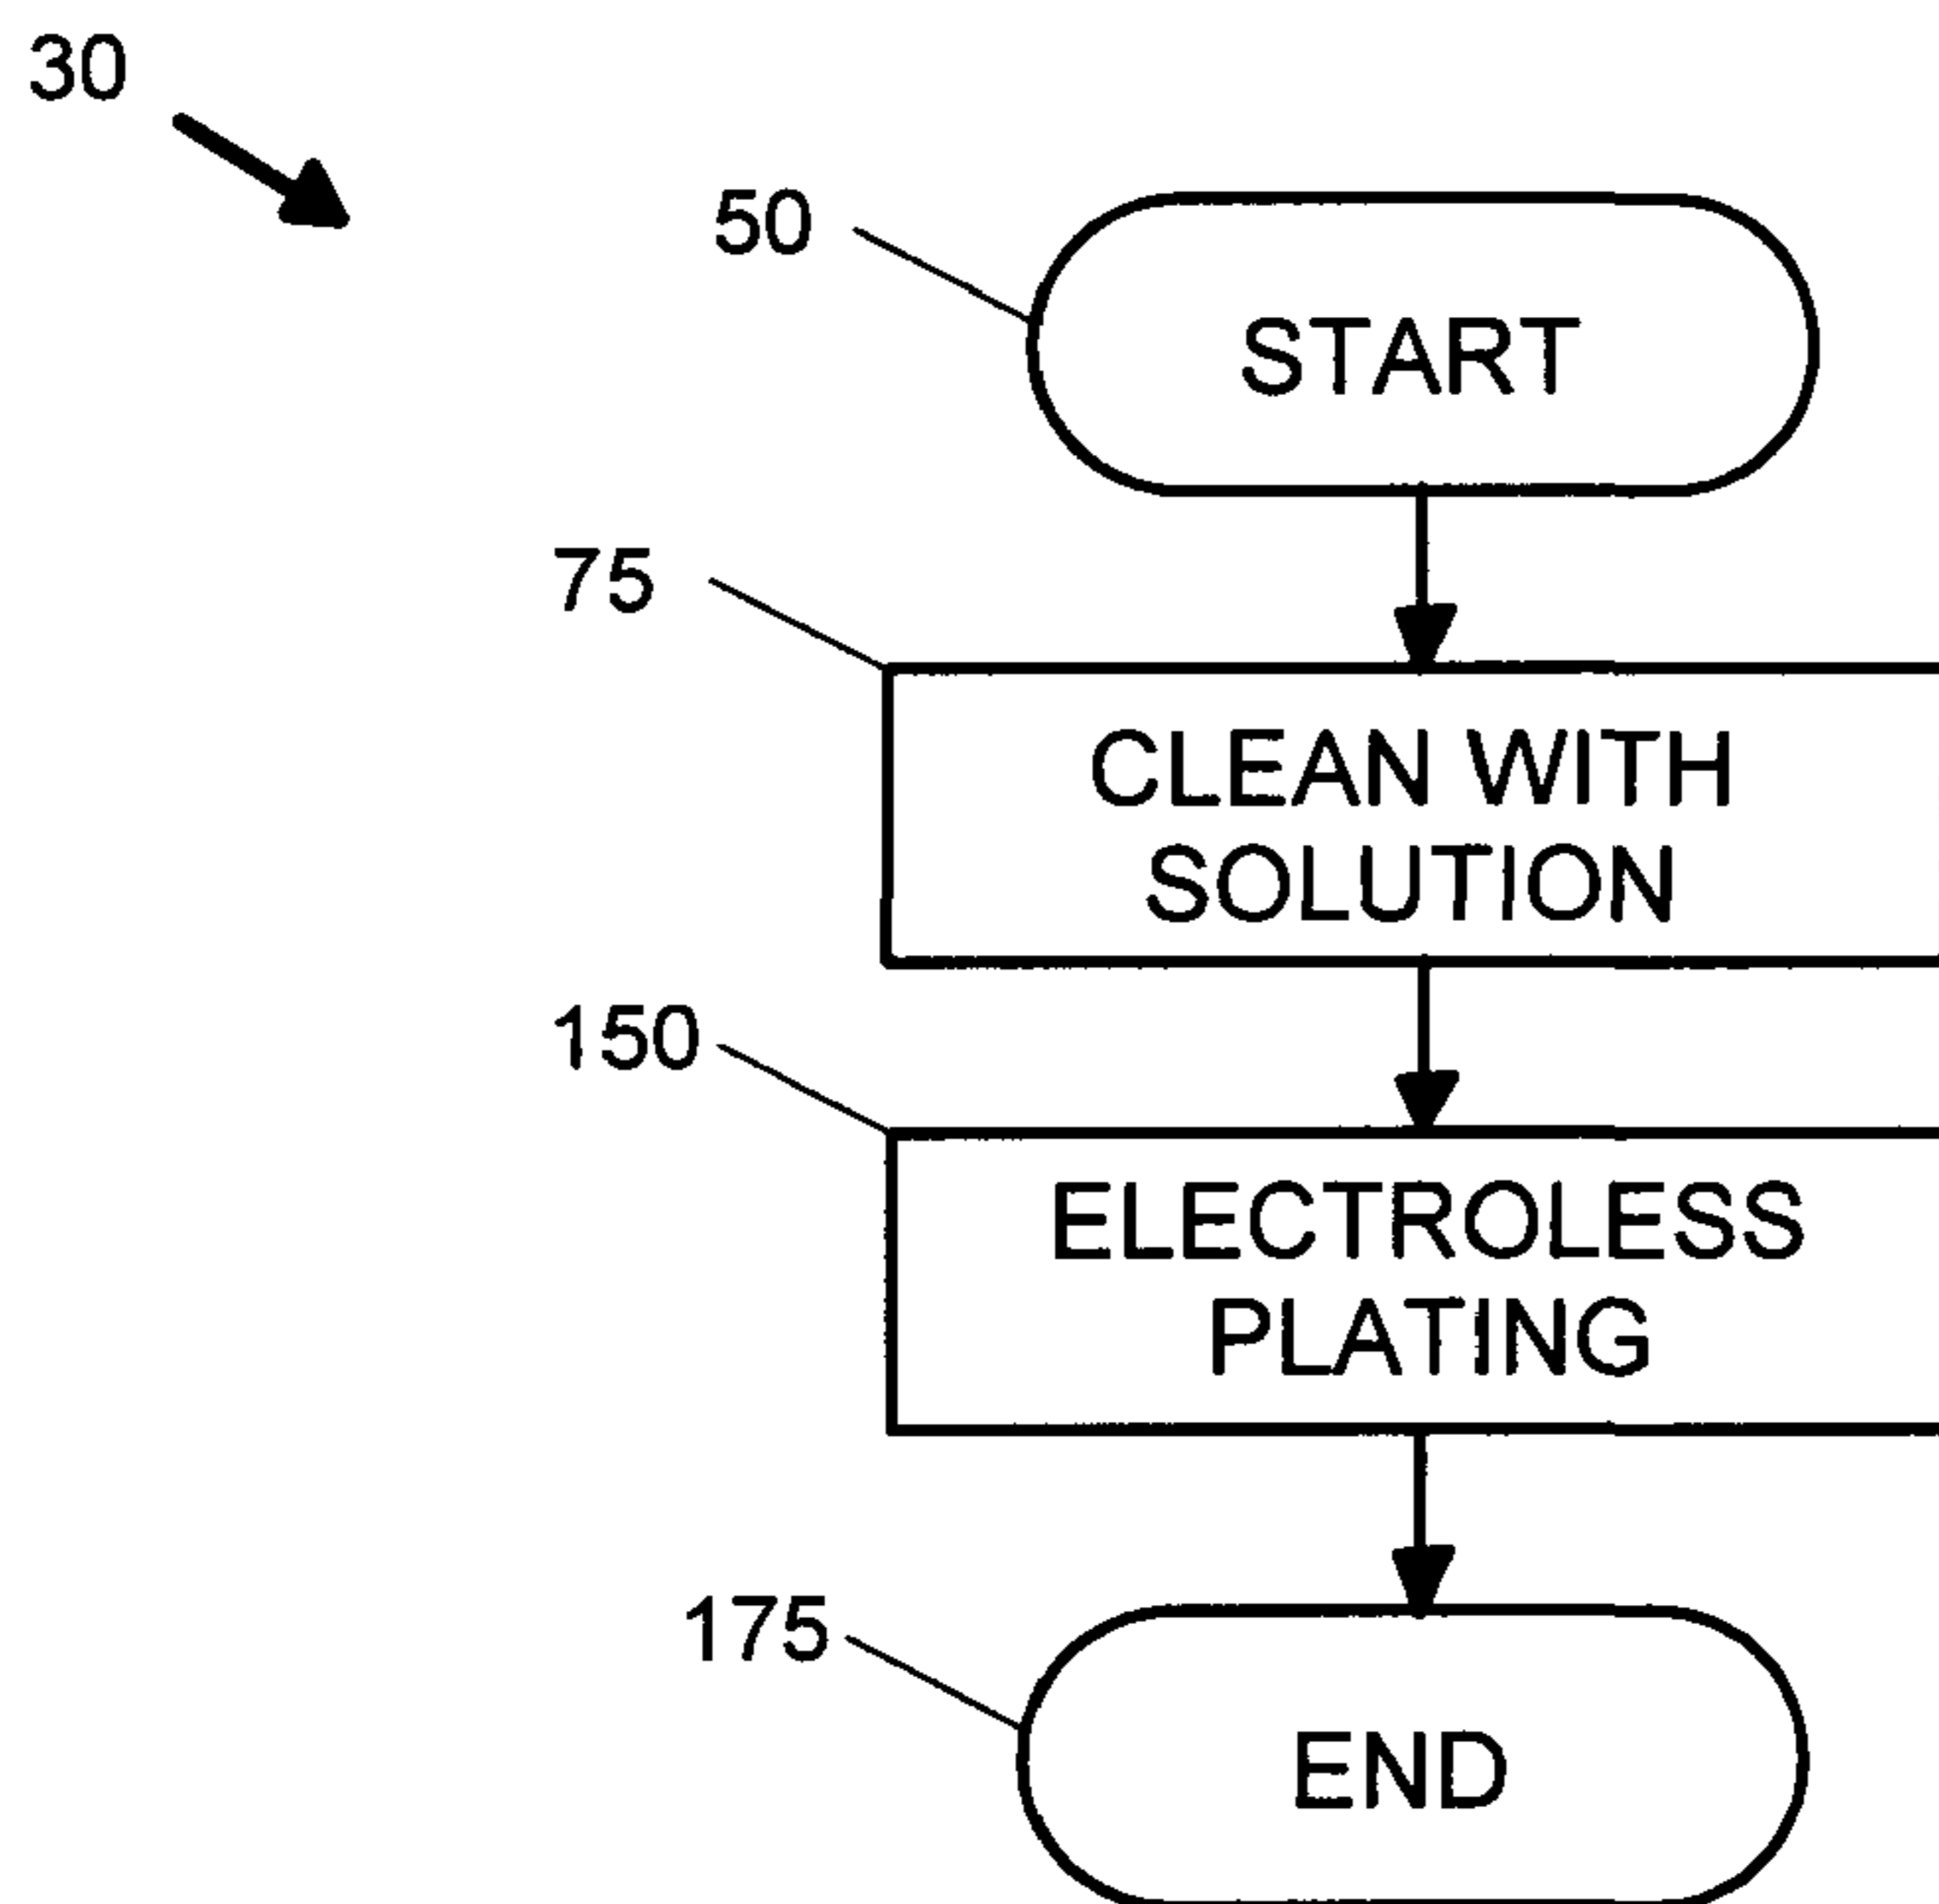 30
50
START
75
CLEAN WITH
SOLUTION
150
ELECTROLESS
PLATING
175
END